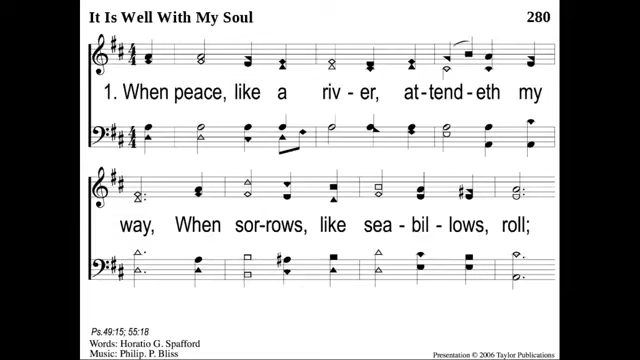 It Is Well With My Soul 280
1. When peace, like a riv - er, at - tend - eth my
way, When sor - rows, like sea - bil - lows, roll;
Ps.49:15; 55:18
Words: Horatio G. Spafford
Music: Philip. P. Bliss
Presentation © 2006 Taylor Publications